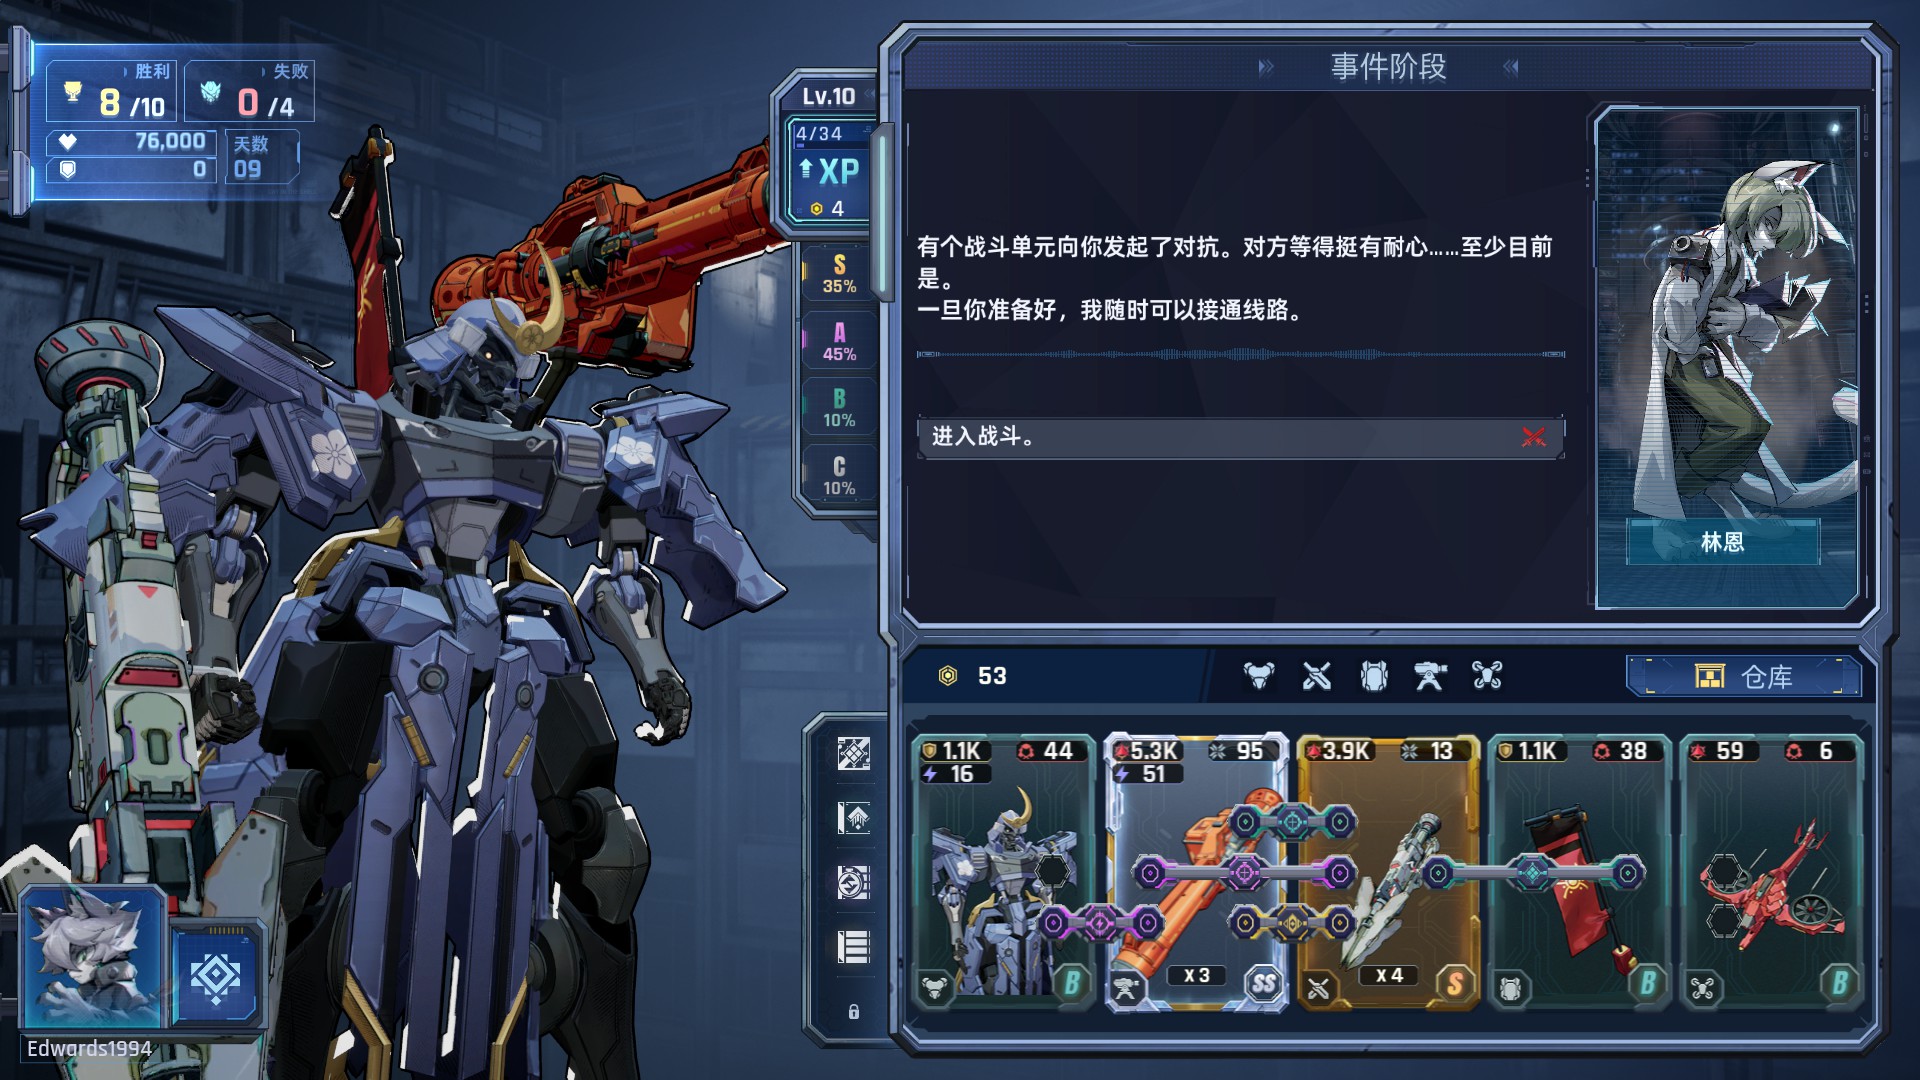 胜利
8 /10
失败
0 /4
76,000
0
天数
09
Lv.10
4/34
XP
4
S
35%
A
45%
B
10%
C
10%
事件阶段
有个战斗单元向你发起了对抗。对方等得挺有耐心……至少目前
是。
一旦你准备好，我随时可以接通线路。
进入战斗。
林恩
53
仓库
1.1K 44
16
B
5.3K 95
51
x3
SS
3.9K 13
x4
S
1.1K 38
B
59 6
B
Edwards1994